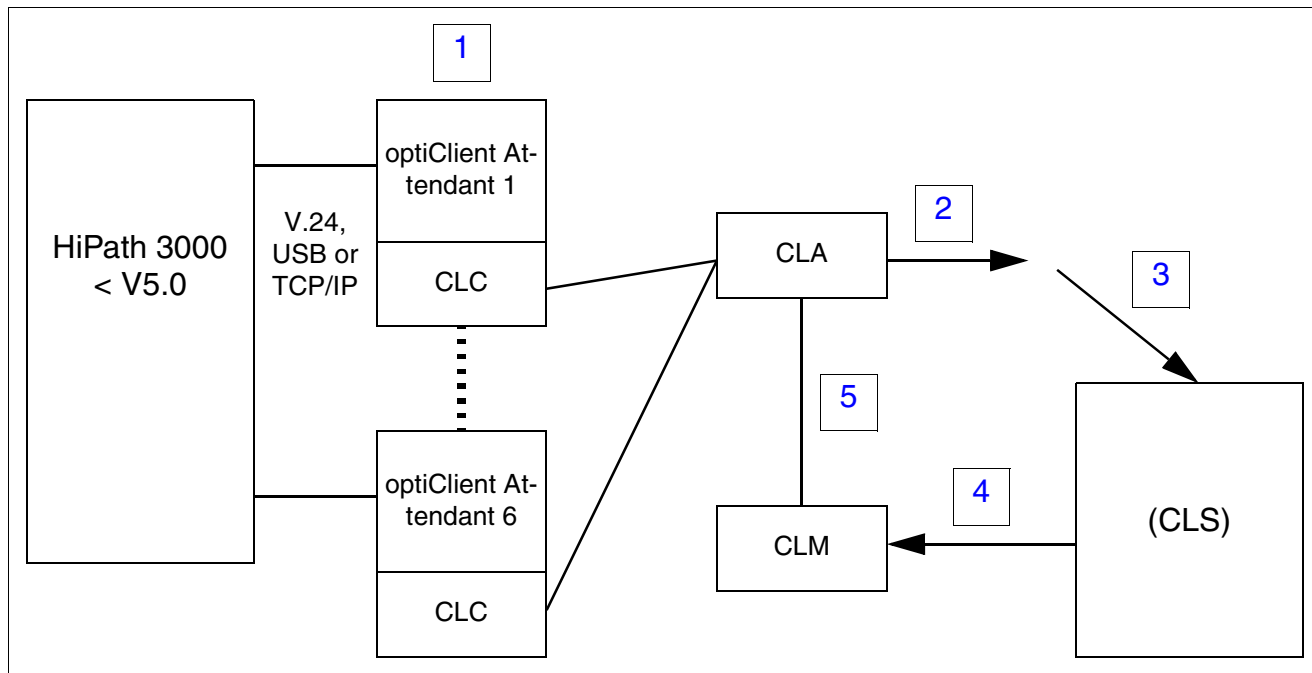 1
optiClient At-
tendant 1
CLC
HiPath 3000
< V5.0
V.24,
USB or
TCP/IP
CLA
2
3
5
optiClient At-
tendant 6
CLC
CLM
4
(CLS)